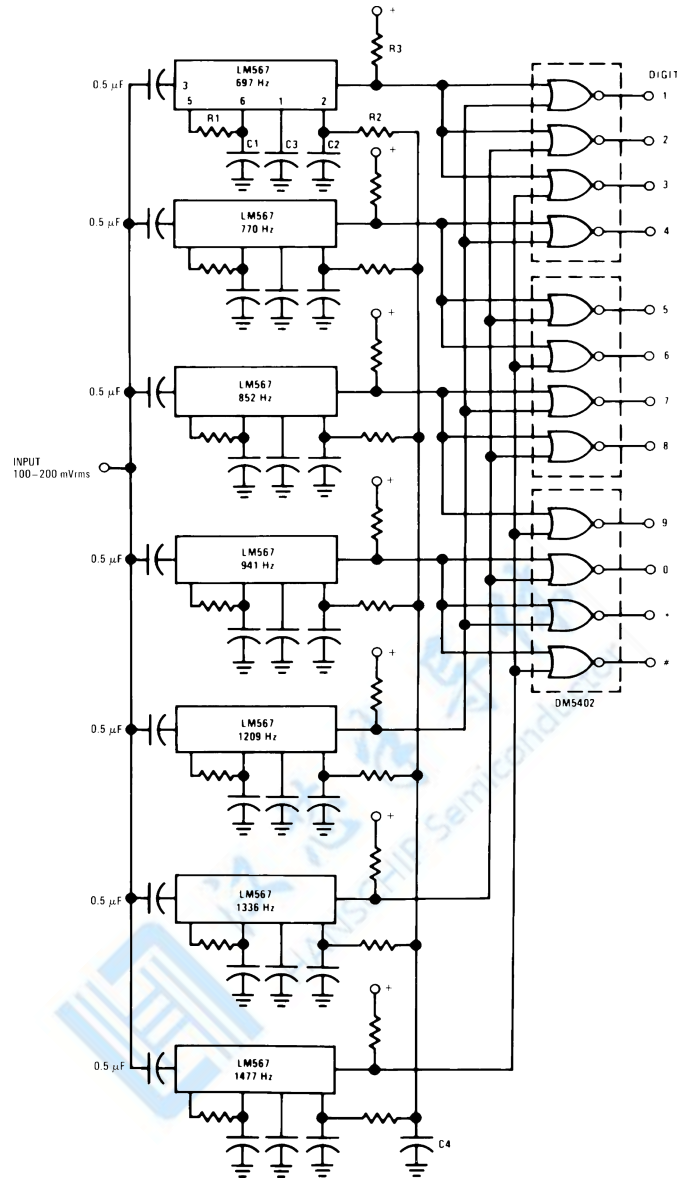 +
R3
LM567
697 Hz
DIGIT
0.5 μF
3
5
6
1
2
R1
C1
C3
C2
R2
1
2
3
4
+
0.5 μF
LM567
770 Hz
5
6
7
8
+
0.5 μF
LM567
852 Hz
INPUT
100–200 mVrms
+
0.5 μF
LM567
941 Hz
9
0
*
#
DM5402
+
0.5 μF
LM567
1209 Hz
+
0.5 μF
LM567
1336 Hz
+
0.5 μF
LM567
1477 Hz
C4
HANSCHIP Semiconductor